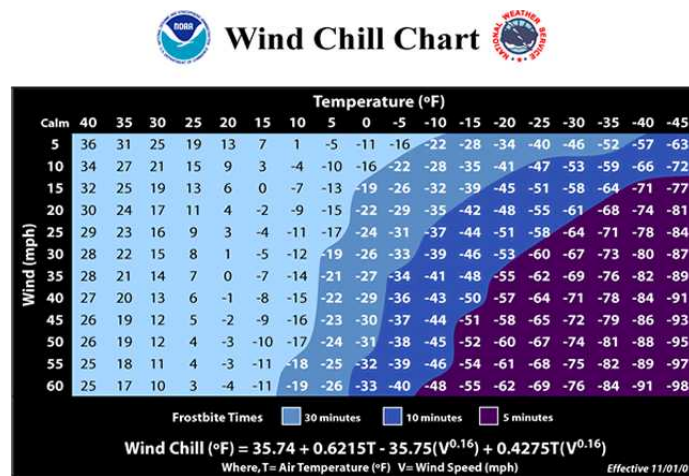 Wind Chill Chart
NOAA
NATIONAL WEATHER SERVICE
Temperature (ºF)
Calm 40 35 30 25 20 15 10 5 0 -5 -10 -15 -20 -25 -30 -35 -40 -45
5 36 31 25 19 13 7 1 -5 -11 -16 -22 -28 -34 -40 -46 -52 -57 -63
10 34 27 21 15 9 3 -4 -10 -16 -22 -28 -35 -41 -47 -53 -59 -66 -72
15 32 25 19 13 6 0 -7 -13 -19 -26 -32 -39 -45 -51 -58 -64 -71 -77
20 30 24 17 11 4 -2 -9 -15 -22 -29 -35 -42 -48 -55 -61 -68 -74 -81
25 29 23 16 9 3 -4 -11 -17 -24 -31 -37 -44 -51 -58 -64 -71 -78 -84
30 28 22 15 8 1 -5 -12 -19 -26 -33 -39 -46 -53 -60 -67 -73 -80 -87
35 28 21 14 7 0 -7 -14 -21 -27 -34 -41 -48 -55 -62 -69 -76 -82 -89
40 27 20 13 6 -1 -8 -15 -22 -29 -36 -43 -50 -57 -64 -71 -78 -84 -91
45 26 19 12 5 -2 -9 -16 -23 -30 -37 -44 -51 -58 -65 -72 -79 -86 -93
50 26 19 12 4 -3 -10 -17 -24 -31 -38 -45 -52 -60 -67 -74 -81 -88 -95
55 25 18 11 4 -3 -11 -18 -25 -32 -39 -46 -54 -61 -68 -75 -82 -89 -97
60 25 17 10 3 -4 -11 -19 -26 -33 -40 -48 -55 -62 -69 -76 -84 -91 -98
Wind (mph)
Frostbite Times 30 minutes 10 minutes 5 minutes
Wind Chill (ºF) = 35.74 + 0.6215T - 35.75(V^0.16) + 0.4275T(V^0.16)
Where, T= Air Temperature (ºF) V= Wind Speed (mph)
Effective 11/01/0